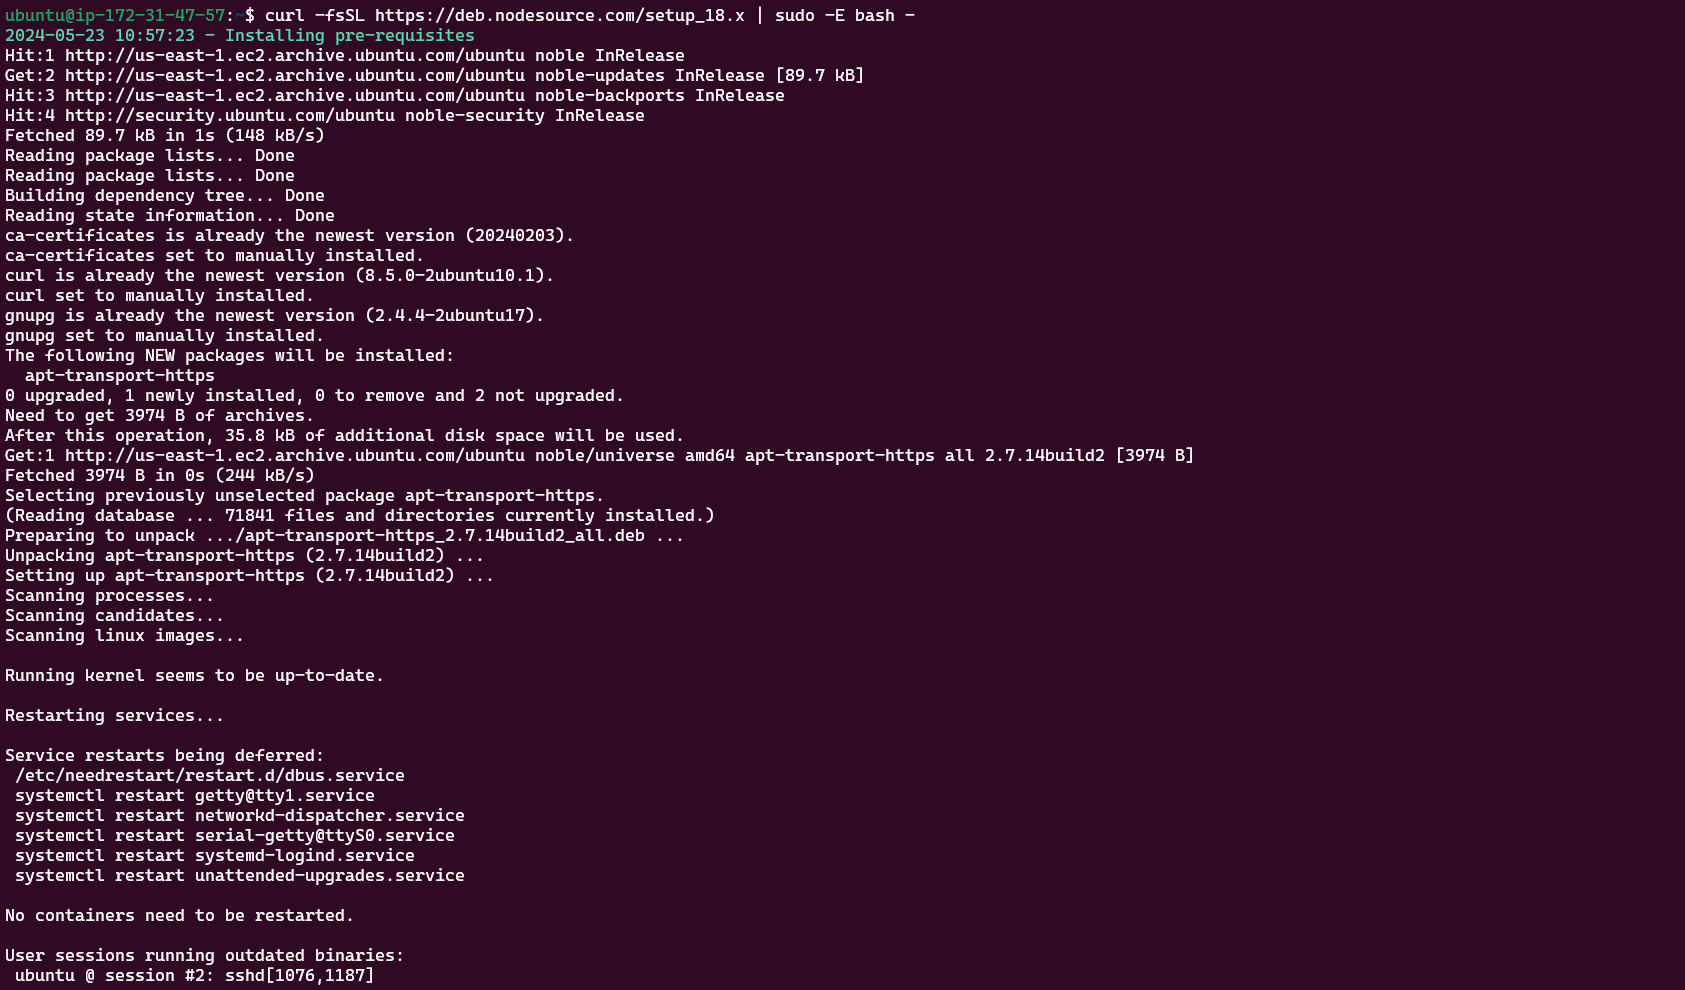 ubuntu@ip-172-31-47-57:~$ curl -fsSL https://deb.nodesource.com/setup_18.x | sudo -E bash -
2024-05-23 10:57:23 - Installing pre-requisites
Hit:1 http://us-east-1.ec2.archive.ubuntu.com/ubuntu noble InRelease
Get:2 http://us-east-1.ec2.archive.ubuntu.com/ubuntu noble-updates InRelease [89.7 kB]
Hit:3 http://us-east-1.ec2.archive.ubuntu.com/ubuntu noble-backports InRelease
Hit:4 http://security.ubuntu.com/ubuntu noble-security InRelease
Fetched 89.7 kB in 1s (148 kB/s)
Reading package lists... Done
Reading package lists... Done
Building dependency tree... Done
Reading state information... Done
ca-certificates is already the newest version (20240203).
ca-certificates set to manually installed.
curl is already the newest version (8.5.0-2ubuntu10.1).
curl set to manually installed.
gnupg is already the newest version (2.4.4-2ubuntu17).
gnupg set to manually installed.
The following NEW packages will be installed:
  apt-transport-https
0 upgraded, 1 newly installed, 0 to remove and 2 not upgraded.
Need to get 3974 B of archives.
After this operation, 35.8 kB of additional disk space will be used.
Get:1 http://us-east-1.ec2.archive.ubuntu.com/ubuntu noble/universe amd64 apt-transport-https all 2.7.14build2 [3974 B]
Fetched 3974 B in 0s (244 kB/s)
Selecting previously unselected package apt-transport-https.
(Reading database ... 71841 files and directories currently installed.)
Preparing to unpack .../apt-transport-https_2.7.14build2_all.deb ...
Unpacking apt-transport-https (2.7.14build2) ...
Setting up apt-transport-https (2.7.14build2) ...
Scanning processes...
Scanning candidates...
Scanning linux images...
Running kernel seems to be up-to-date.
Restarting services...
Service restarts being deferred:
 /etc/needrestart/restart.d/dbus.service
 systemctl restart getty@tty1.service
 systemctl restart networkd-dispatcher.service
 systemctl restart serial-getty@ttyS0.service
 systemctl restart systemd-logind.service
 systemctl restart unattended-upgrades.service
No containers need to be restarted.
User sessions running outdated binaries:
 ubuntu @ session #2: sshd[1076,1187]